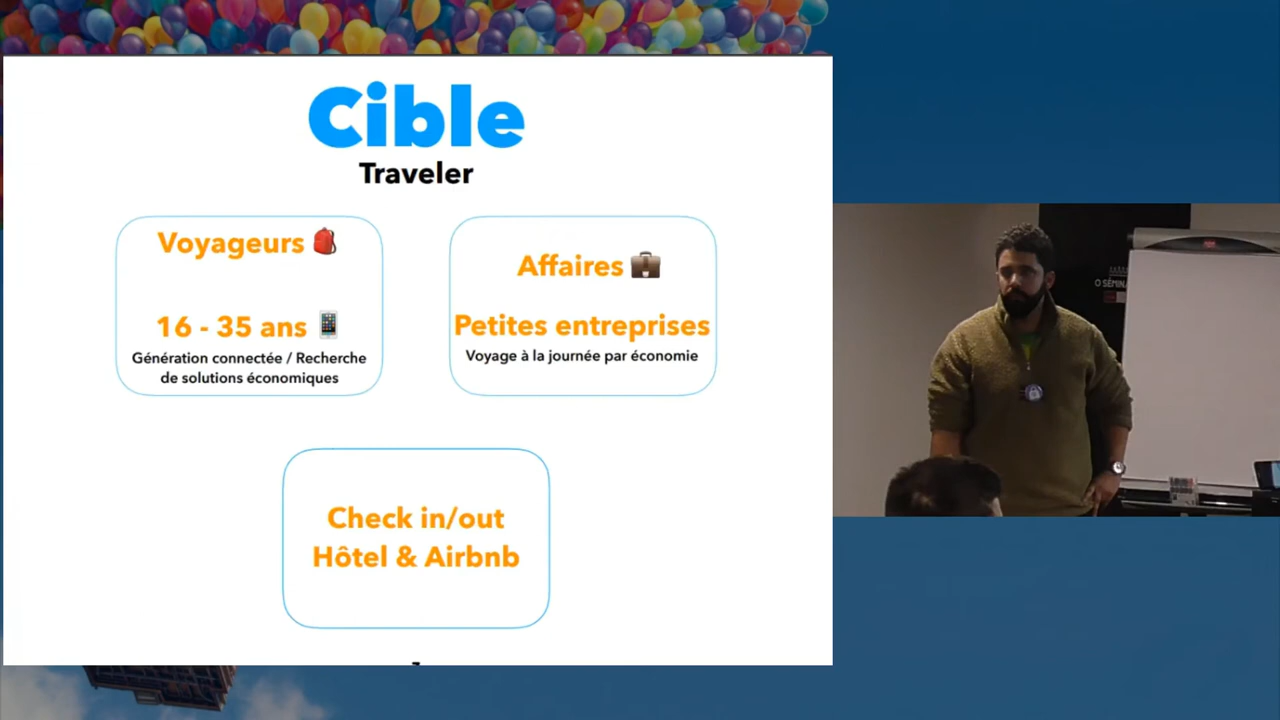 Cible
Traveler
Voyageurs
16 - 35 ans
Génération connectée / Recherche
de solutions économiques
Affaires
Petites entreprises
Voyage à la journée par économie
Check in/out
Hôtel & Airbnb
O SÉMIN